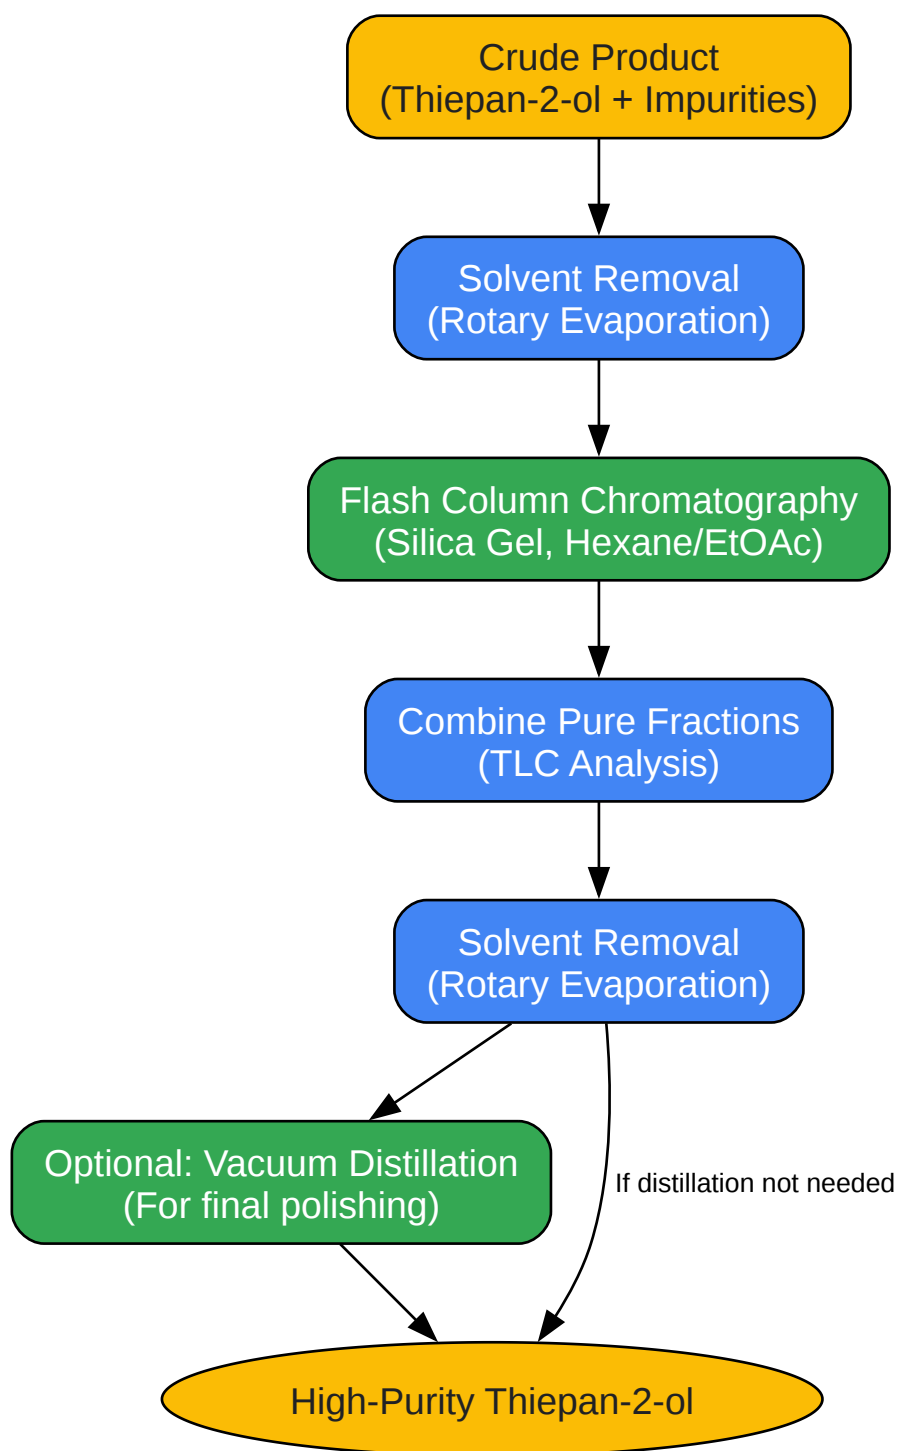 Crude Product
(Thiepan-2-ol + Impurities)
Solvent Removal
(Rotary Evaporation)
Flash Column Chromatography
(Silica Gel, Hexane/EtOAc)
Combine Pure Fractions
(TLC Analysis)
Solvent Removal
(Rotary Evaporation)
Optional: Vacuum Distillation
(For final polishing)
If distillation not needed
High-Purity Thiepan-2-ol